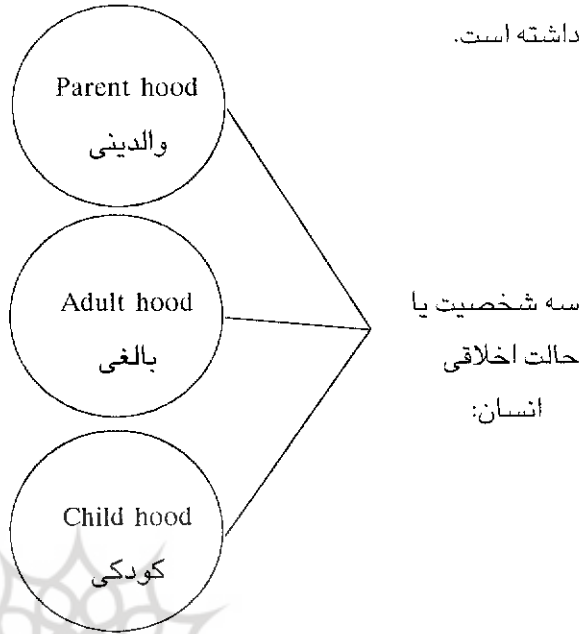 داشته است.
Parent hood
والدینی
سه شخصیت یا
حالت اخلاقی
انسان:
Adult hood
بالغی
Child hood
کودکی